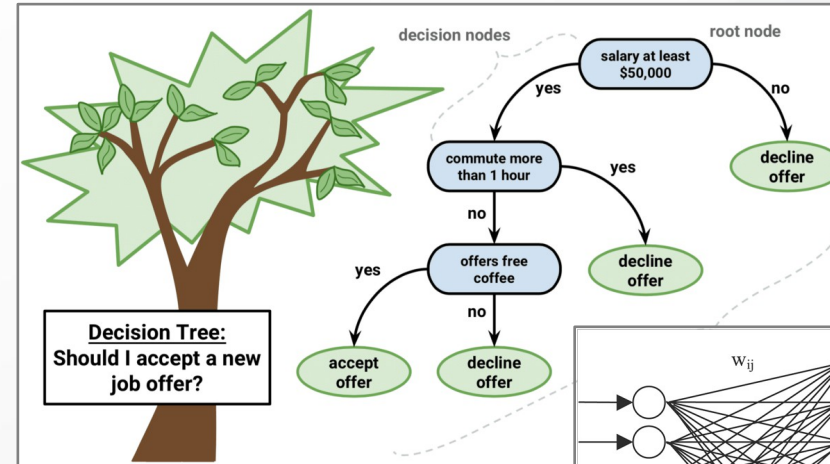 decision nodes
root node
salary at least
$50,000
yes
no
commute more
than 1 hour
yes
decline
offer
no
decline
offer
offers free
coffee
yes
no
accept
offer
decline
offer
Decision Tree:
Should I accept a new
job offer?
Wij